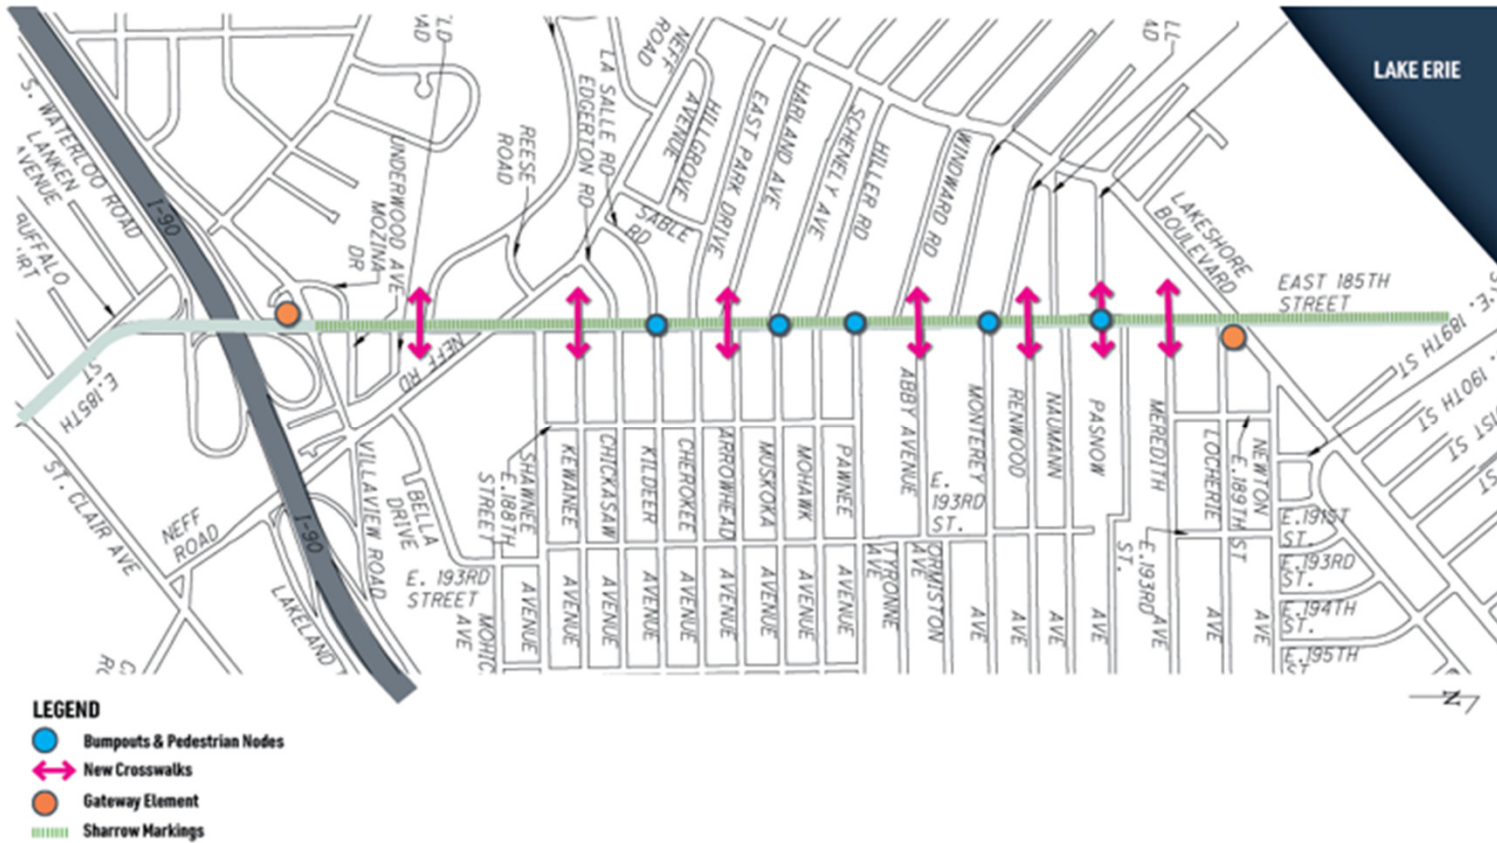 LAKE ERIE
S. WATERLOO ROAD
LANKEN
AVENUE
BUFFALO
I-90
UNDERWOOD AVE
MOZINA
DR
REESE
ROAD
LA SALLE RD
EDGERTON RD
NEFF
ROAD
HILLGROVE
AVENUE
SABLE
RD
EAST PARK DRIVE
HARLAND AVE
SCHENELY AVE
HILLER RD
WINDWARD RD
LAKESHORE
BOULEVARD
EAST 185TH
STREET
E. 189TH ST
190TH ST
E.185TH
ST
NEFF RD
ST. CLAIR AVE
NEFF
ROAD
I-90
LAKELAND
VILLAVIEW ROAD
BELLA
DRIVE
E. 193RD
STREET
SHAWNEE
AVENUE
E.188TH
STREET
KEWANEE
AVENUE
CHICKASAW
AVENUE
KILDEER
AVENUE
CHEROKEE
AVENUE
ARROWHEAD
AVENUE
MUSKOKA
AVENUE
MOHAWK
AVENUE
PAWNEE
AVENUE
TYRONNE
AVE
ABBY AVENUE
ORMISTON
AVE
E.
193RD
ST.
MONTEREY
AVE
RENWOOD
AVE
NAUMANN
AVE
PASNOW
AVE
E.193RD
ST.
MEREDITH
AVE
LOCHERIE
AVE
E.189TH ST
NEWTON
AVE
E.191ST
ST.
E.193RD
ST.
E.194TH
ST.
E.195TH
ST
N
LEGEND
Bumpouts & Pedestrian Nodes
New Crosswalks
Gateway Element
Sharrow Markings